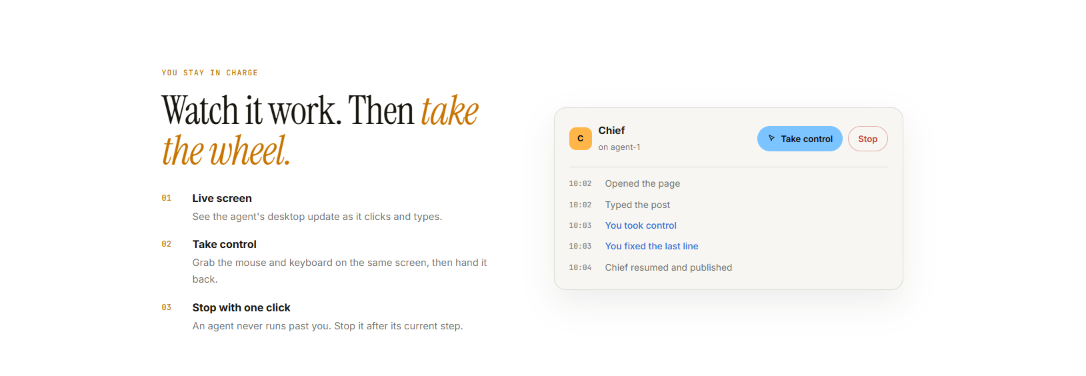 YOU STAY IN CHARGE
Watch it work. Then take
the wheel.
01
Live screen
See the agent's desktop update as it clicks and types.
02
Take control
Grab the mouse and keyboard on the same screen, then hand it
back.
03
Stop with one click
An agent never runs past you. Stop it after its current step.
C
Chief
on agent-1
Take control
Stop
10:02 Opened the page
10:02 Typed the post
10:03 You took control
10:03 You fixed the last line
10:04 Chief resumed and published